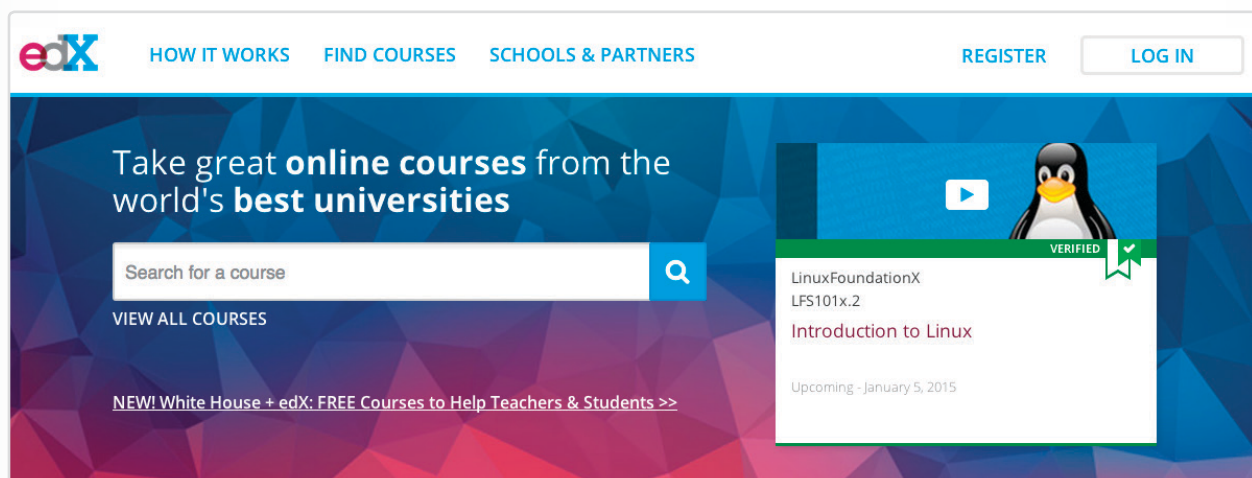 edX
HOW IT WORKS
FIND COURSES
SCHOOLS & PARTNERS
REGISTER
LOG IN
Take great online courses from the
world's best universities
Search for a course
VIEW ALL COURSES
NEW! White House + edX: FREE Courses to Help Teachers & Students >>
VERIFIED
LinuxFoundationX
LFS101x.2
Introduction to Linux
Upcoming - January 5, 2015